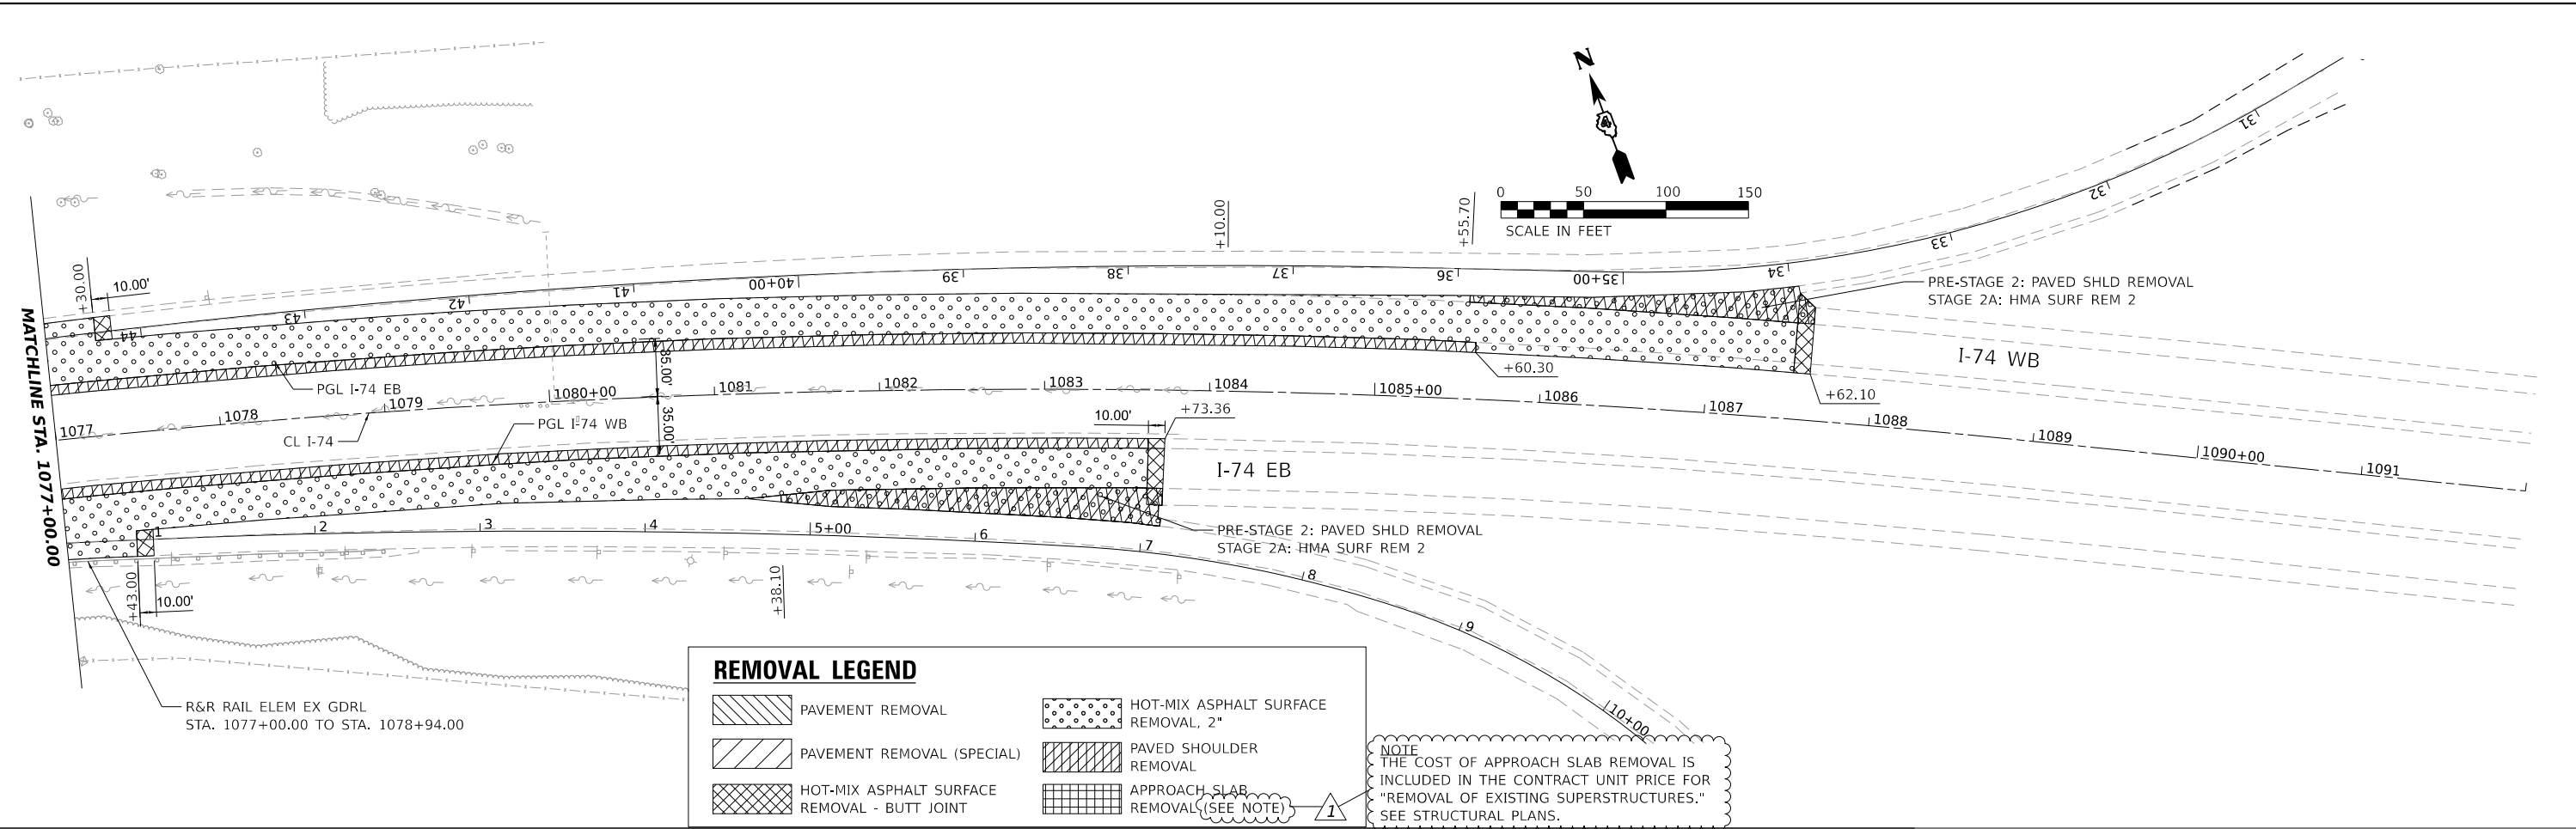 N
0 50 100 150
SCALE IN FEET
+10.00
+55.70
+30.00
10.00'
44 43 42 41 40+00 39 38 37 36 35+00 34 33 32 31
PRE-STAGE 2: PAVED SHLD REMOVAL
STAGE 2A: HMA SURF REM 2
I-74 WB
+60.30
+62.10
MATCHLINE STA. 1077+00.00
PGL I-74 EB
35.00'
1077 1078 1079 1080+00 1081 1082 1083 1084 1085+00 1086 1087 1088 1089 1090+00 1091
CL I-74
PGL I-74 WB
35.00'
10.00'
+73.36
I-74 EB
1 2 3 4 5+00 6 7 8 9 10+00
PRE-STAGE 2: PAVED SHLD REMOVAL
STAGE 2A: HMA SURF REM 2
+43.00
10.00'
+38.10
R&R RAIL ELEM EX GDRL
STA. 1077+00.00 TO STA. 1078+94.00
REMOVAL LEGEND
PAVEMENT REMOVAL
PAVEMENT REMOVAL (SPECIAL)
HOT-MIX ASPHALT SURFACE
REMOVAL - BUTT JOINT
HOT-MIX ASPHALT SURFACE
REMOVAL, 2"
PAVED SHOULDER
REMOVAL
APPROACH SLAB
REMOVAL (SEE NOTE)
1
NOTE
THE COST OF APPROACH SLAB REMOVAL IS
INCLUDED IN THE CONTRACT UNIT PRICE FOR
"REMOVAL OF EXISTING SUPERSTRUCTURES."
SEE STRUCTURAL PLANS.